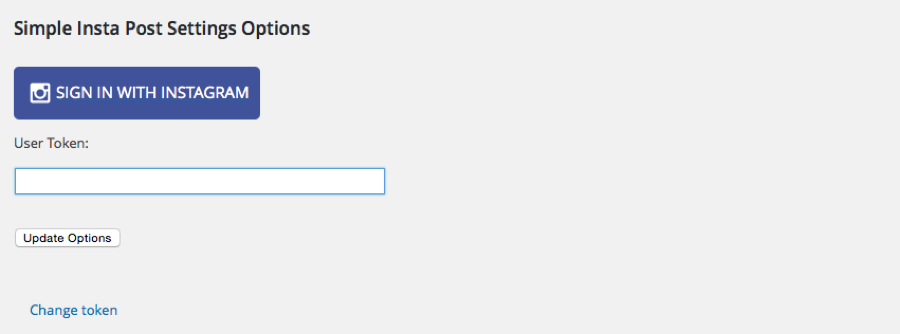 Simple Insta Post Settings Options
SIGN IN WITH INSTAGRAM
User Token:
Update Options
Change token